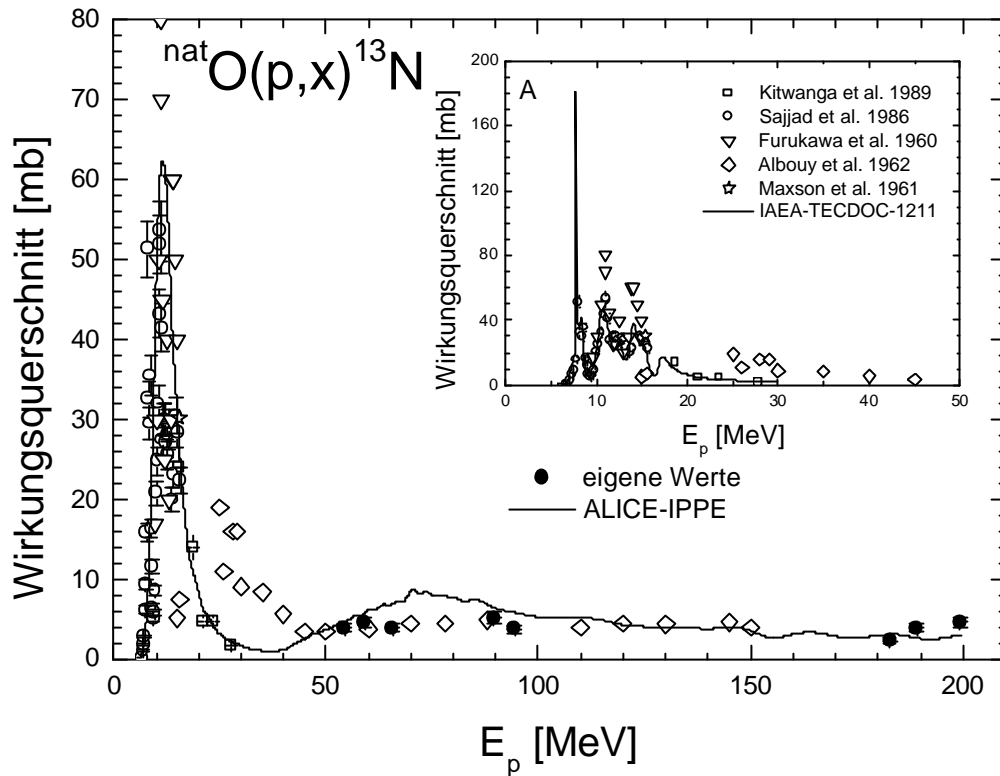 natO(p,x)13N
Wirkungsquerschnitt [mb]
80
70
60
50
40
30
20
10
0
0
50
100
150
200
Ep [MeV]
A
Wirkungsquerschnitt [mb]
200
160
120
80
40
0
0
10
20
30
40
50
Ep [MeV]
Kitwanga et al. 1989
Sajjad et al. 1986
Furukawa et al. 1960
Albouy et al. 1962
Maxson et al. 1961
IAEA-TECDOC-1211
eigene Werte
ALICE-IPPE